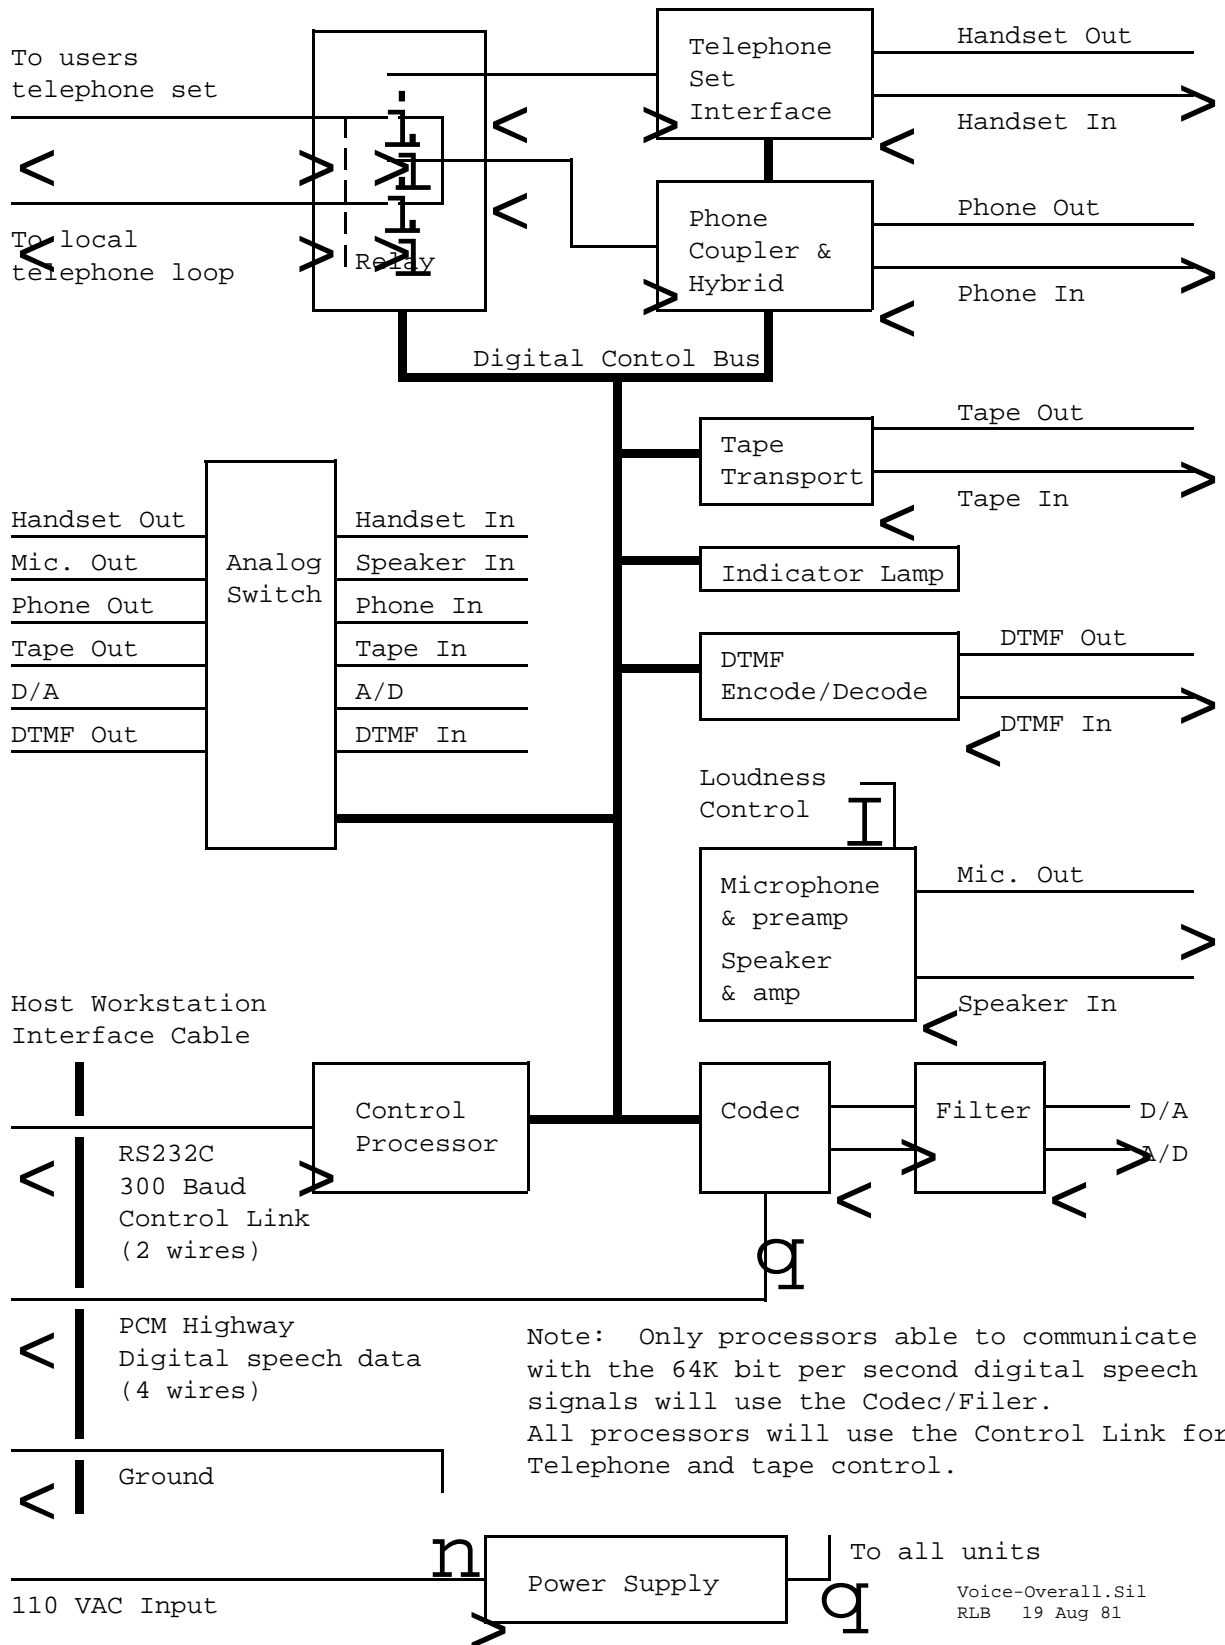 To users
telephone set
To local
telephone loop
Relay
Telephone
Set
Interface
Handset Out
Handset In
Phone
Coupler &
Hybrid
Phone Out
Phone In
Digital Contol Bus
Tape
Transport
Tape Out
Tape In
Indicator Lamp
DTMF
Encode/Decode
DTMF Out
DTMF In
Handset Out
Mic. Out
Phone Out
Tape Out
D/A
DTMF Out
Analog
Switch
Handset In
Speaker In
Phone In
Tape In
A/D
DTMF In
Loudness
Control
Microphone
& preamp
Speaker
& amp
Mic. Out
Speaker In
Host Workstation
Interface Cable
Control
Processor
Codec
Filter
D/A
A/D
RS232C
300 Baud
Control Link
(2 wires)
PCM Highway
Digital speech data
(4 wires)
Ground
Note:  Only processors able to communicate
with the 64K bit per second digital speech
signals will use the Codec/Filer.
All processors will use the Control Link for
Telephone and tape control.
110 VAC Input
Power Supply
To all units
Voice-Overall.Sil
RLB   19 Aug 81